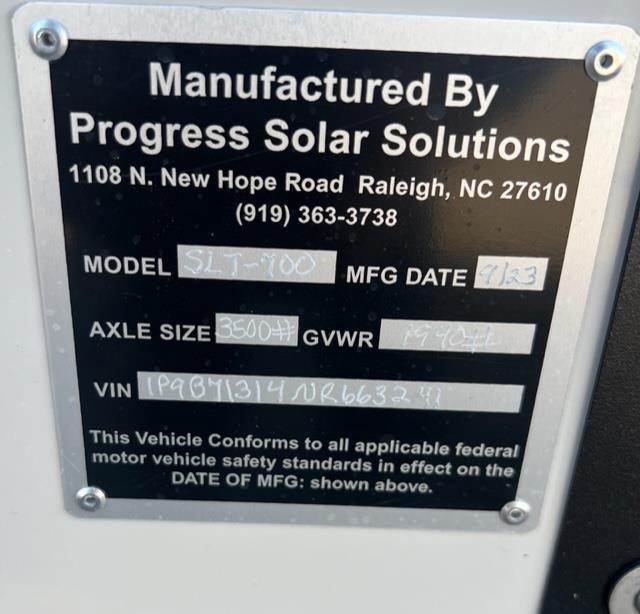 Manufactured By
Progress Solar Solutions
1108 N. New Hope Road Raleigh, NC 27610
(919) 363-3738
MODEL SLT-700 MFG DATE 9/23
AXLE SIZE 3500# GVWR 1940#
VIN
This Vehicle Conforms to all applicable federal
motor vehicle safety standards in effect on the
DATE OF MFG: shown above.